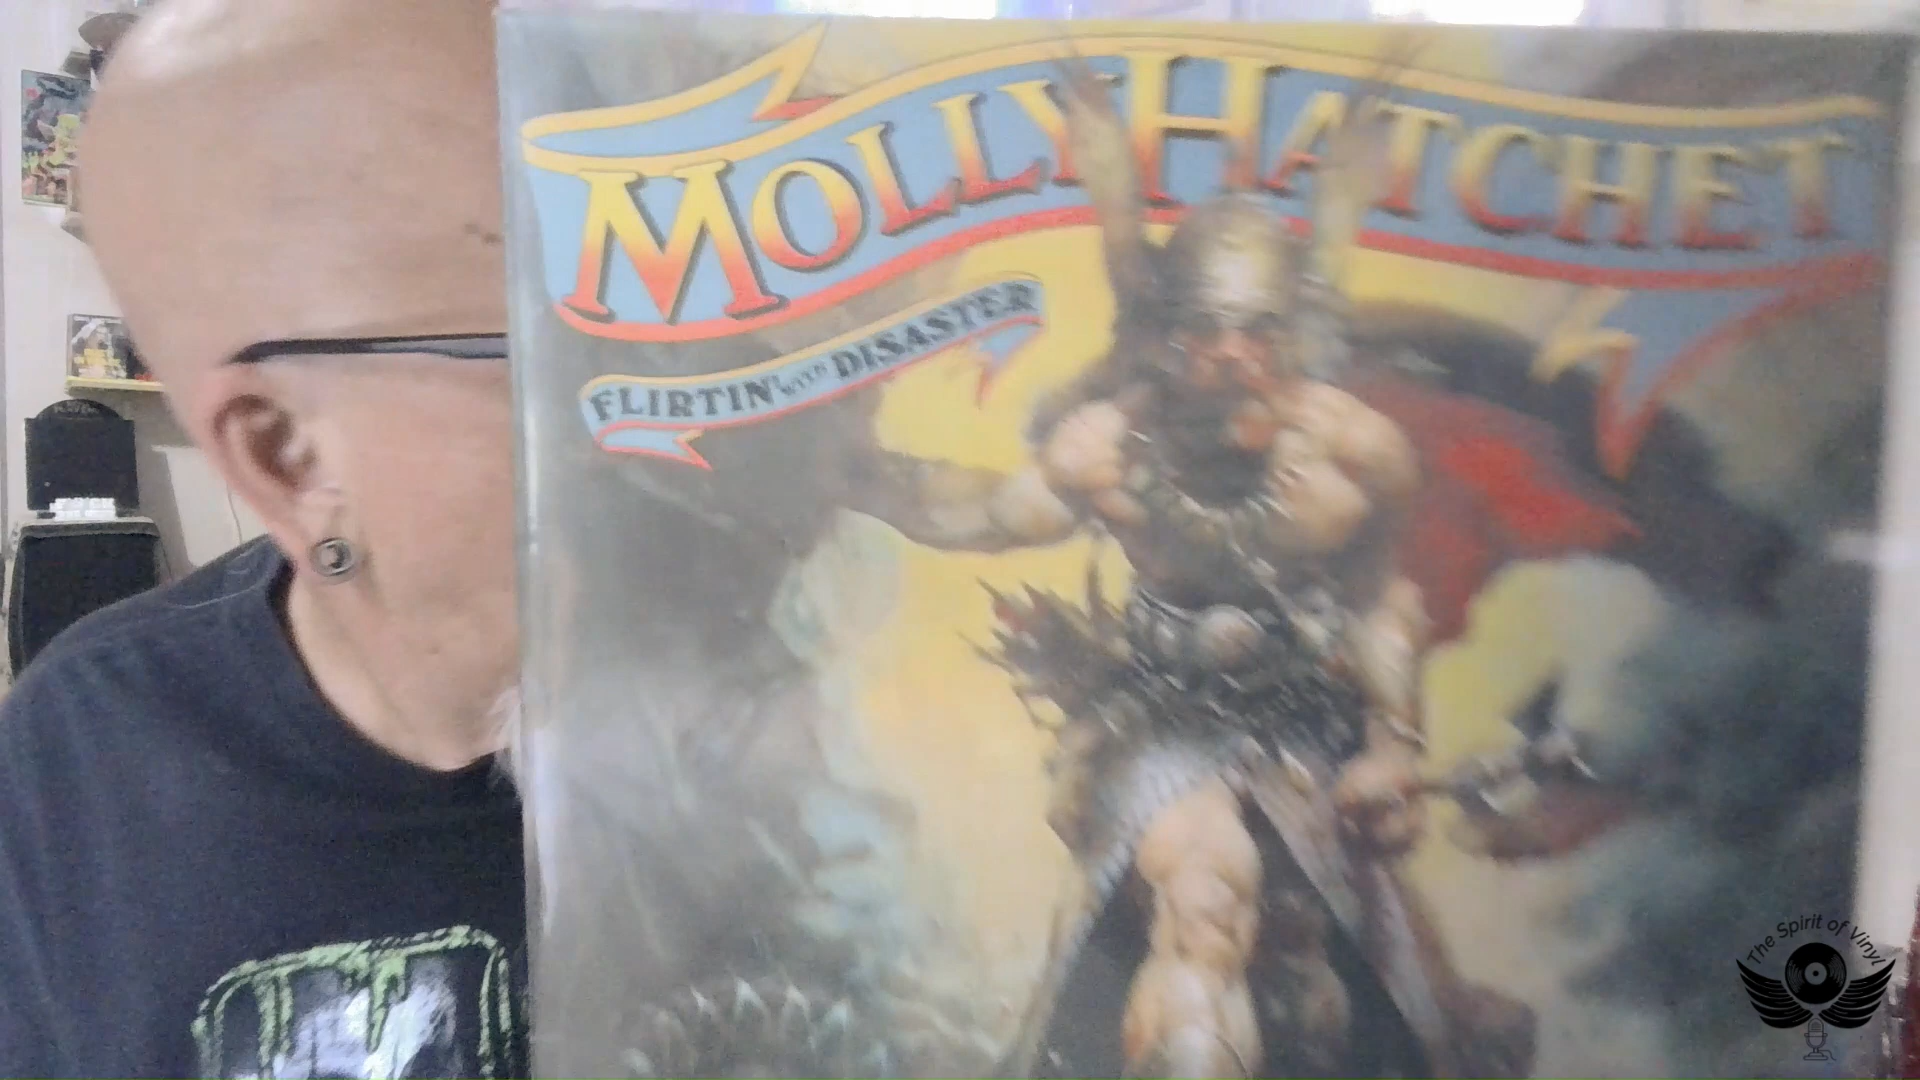 MOLLY HATCHET
FLIRTIN' WITH DISASTER
The Spirit of Vinyl